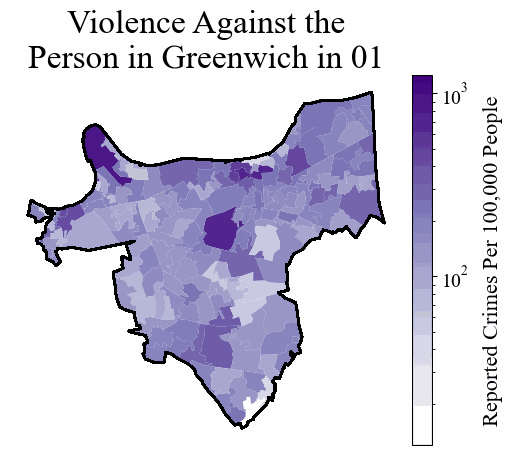 Violence Against the
Person in Greenwich in 01
10³
10²
Reported Crimes Per 100,000 People